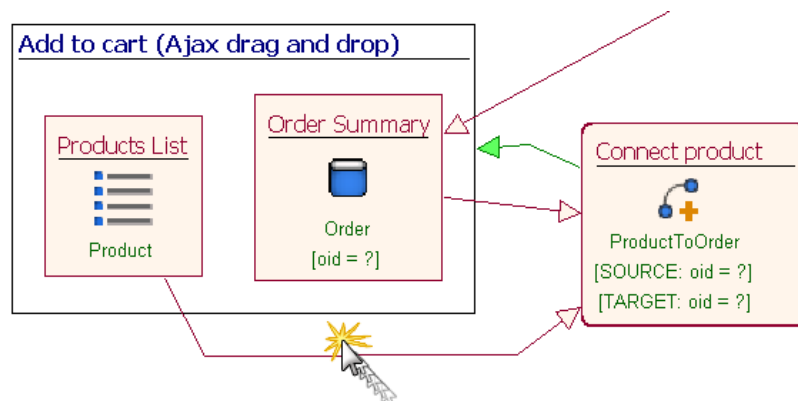 Add to cart (Ajax drag and drop)
Products List
Product
Order Summary
Order
[oid = ?]
Connect product
ProductToOrder
[SOURCE: oid = ?]
[TARGET: oid = ?]